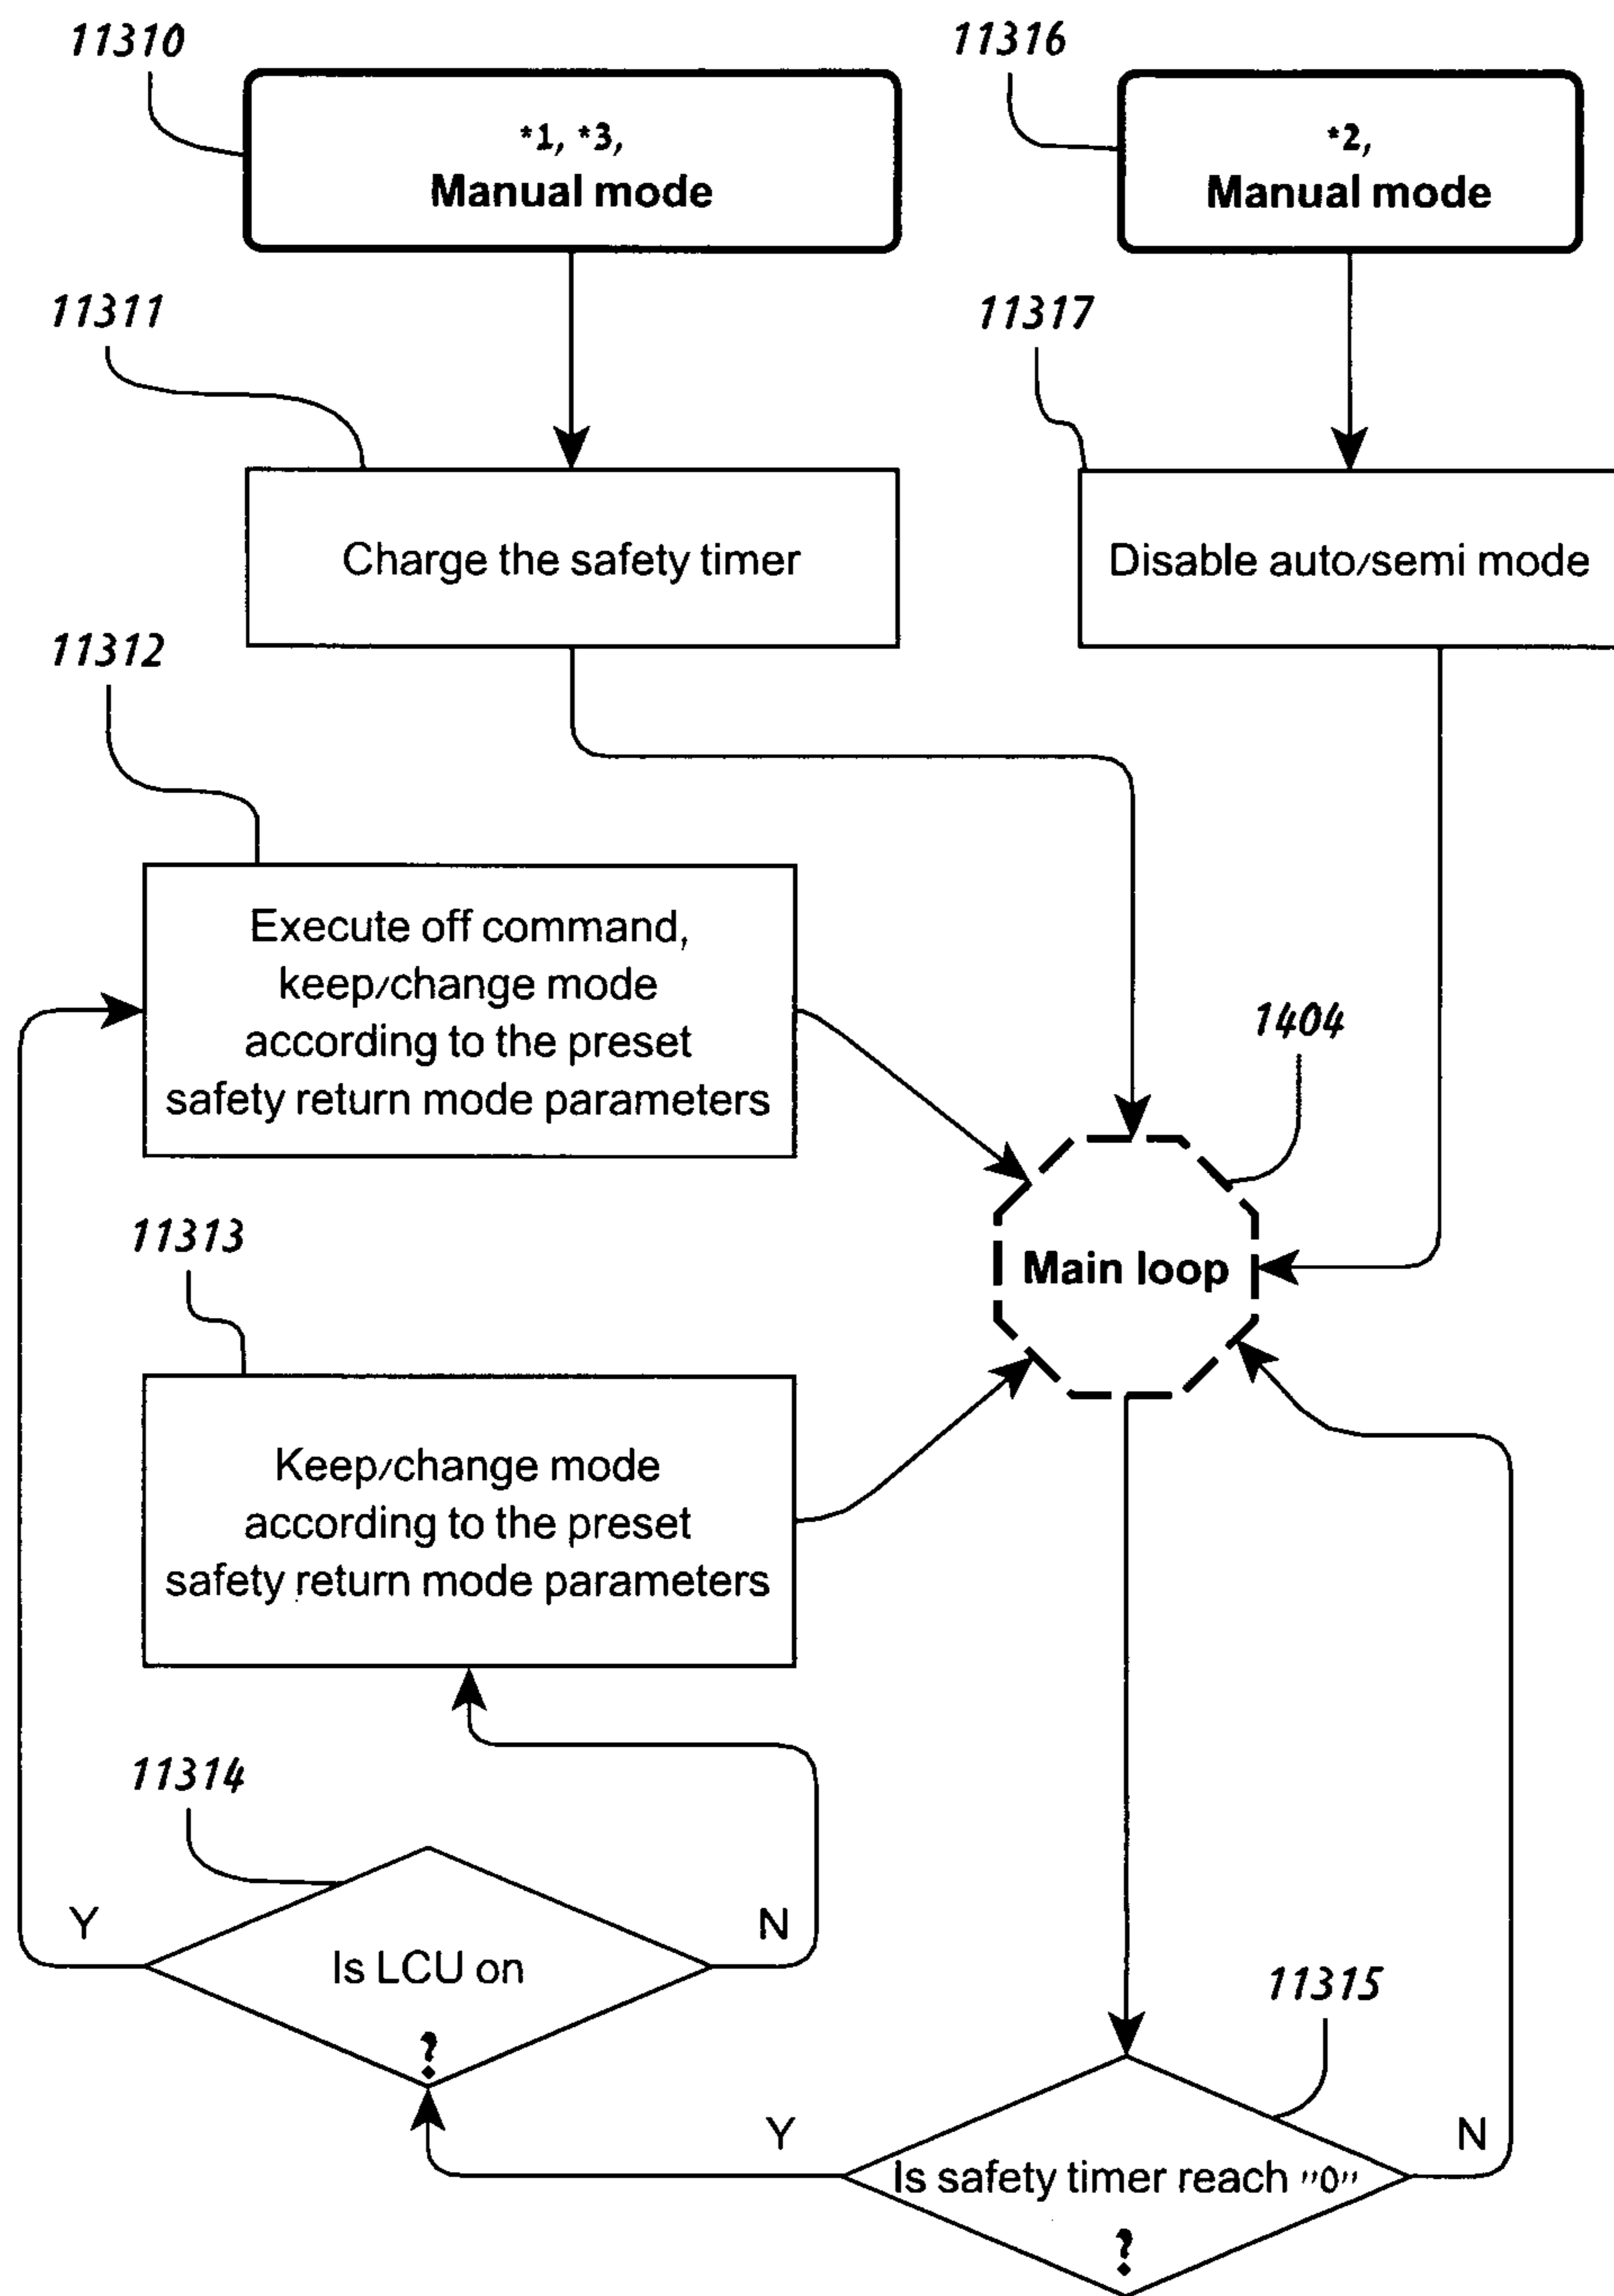 11310
11316
*1, *3,
Manual mode
*2,
Manual mode
11311
11317
Charge the safety timer
Disable auto/semi mode
11312
Execute off command,
keep/change mode
according to the preset
safety return mode parameters
1404
Main loop
11313
Keep/change mode
according to the preset
safety return mode parameters
11314
Y
N
Is LCU on
?
11315
Y
N
Is safety timer reach "0"
?